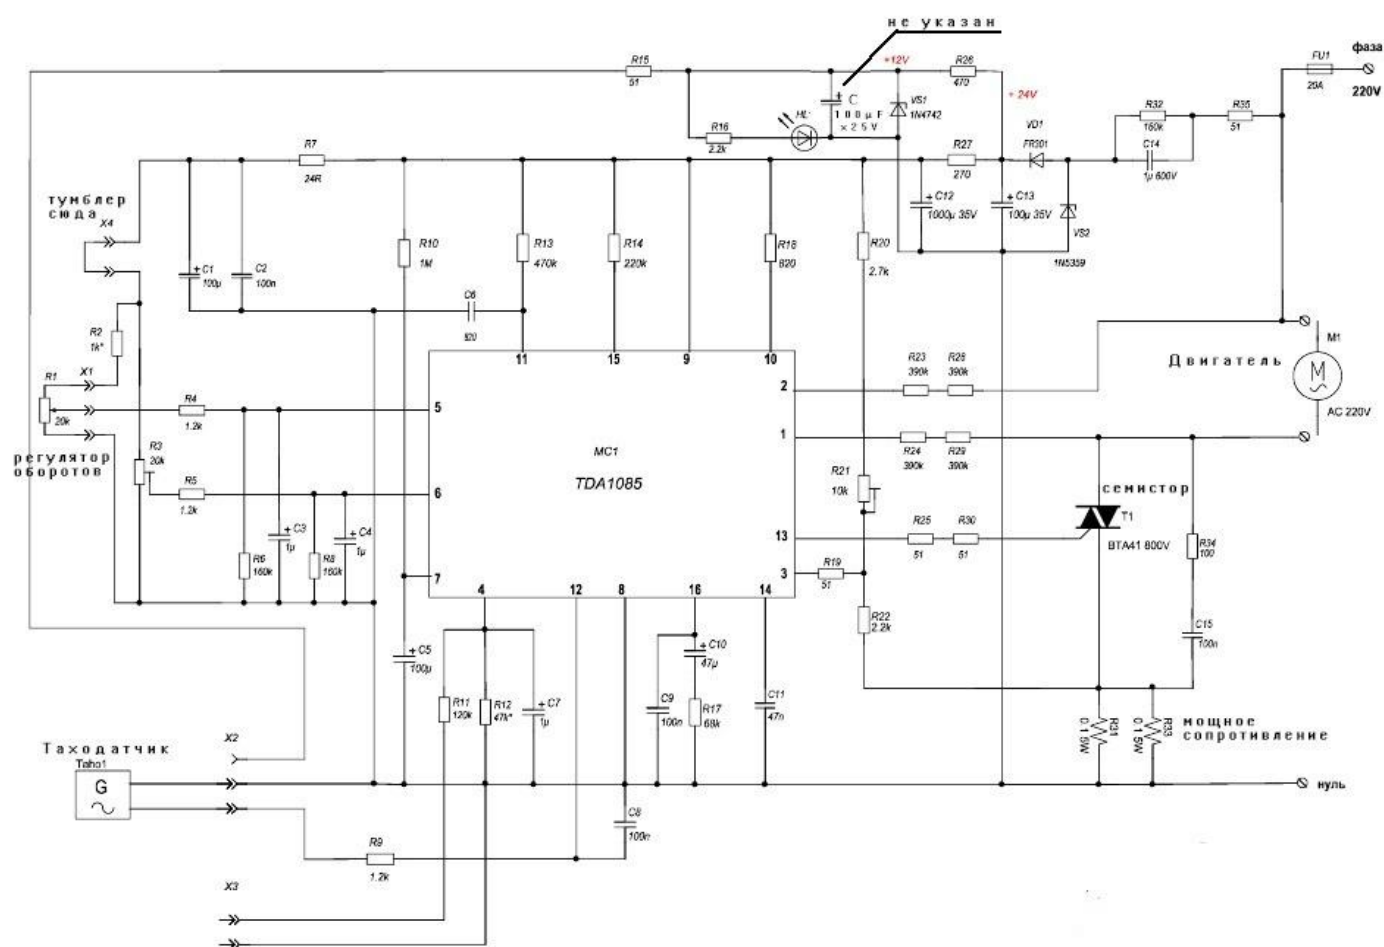 не указан
фаза
FU1
20A
220V
R15
51
+12V
R26
470
+ 24V
C
100µF
x25V
VS1
1N4742
R32
160k
R35
51
HL
R16
2.2k
VD1
FR301
C14
1µ 600V
R7
24R
R27
270
тумблер
сюда
X4
C12
1000µ 35V
C13
100µ 35V
VS2
1N5359
R10
1M
R13
470k
R14
220k
R18
820
R20
2.7k
C1
100µ
C2
100n
C6
820
R2
1k*
11
15
9
10
M1
M
Двигатель
AC 220V
R1
20k
X1
R23
390k
R28
390k
2
R4
1.2k
5
1
R24
390k
R29
390k
регулятор
оборотов
R3
20k
MC1
TDA1085
R5
1.2k
6
R21
10k
семистор
T1
BTA41 800V
C3
1µ
C4
1µ
13
R25
51
R30
51
R34
100
R6
160k
R8
160k
7
3
R19
51
4
12
8
16
14
R22
2.2k
C15
100n
C5
100µ
C10
47µ
R11
120k
R12
47k*
C7
1µ
C9
100n
R17
68k
C11
47n
R31
0.1 5W
R33
0.1 5W
мощное
сопротивление
Таходатчик
Taho1
G
X2
нуль
C8
100n
R9
1.2k
X3